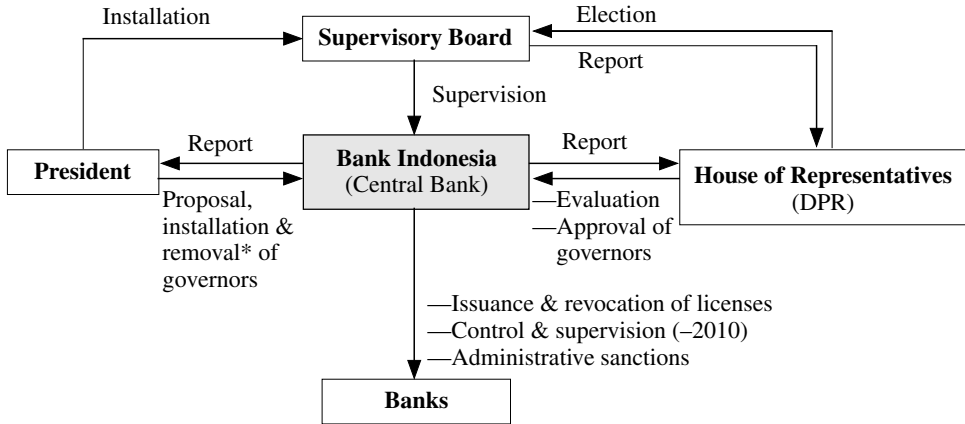 Installation
Election
Supervisory Board
Report
Supervision
Report
Bank Indonesia
(Central Bank)
Report
President
House of Representatives
(DPR)
Proposal,
installation &
removal* of
governors
—Evaluation
—Approval of
governors
—Issuance & revocation of licenses
—Control & supervision (–2010)
—Administrative sanctions
Banks